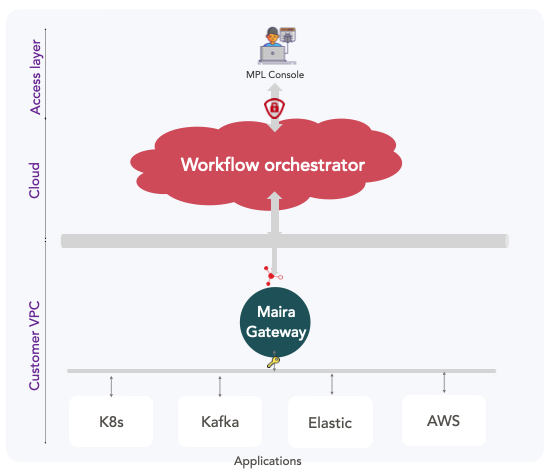 Access layer
MPL Console
Cloud
Workflow orchestrator
Customer VPC
Maira
Gateway
K8s
Kafka
Elastic
AWS
Applications